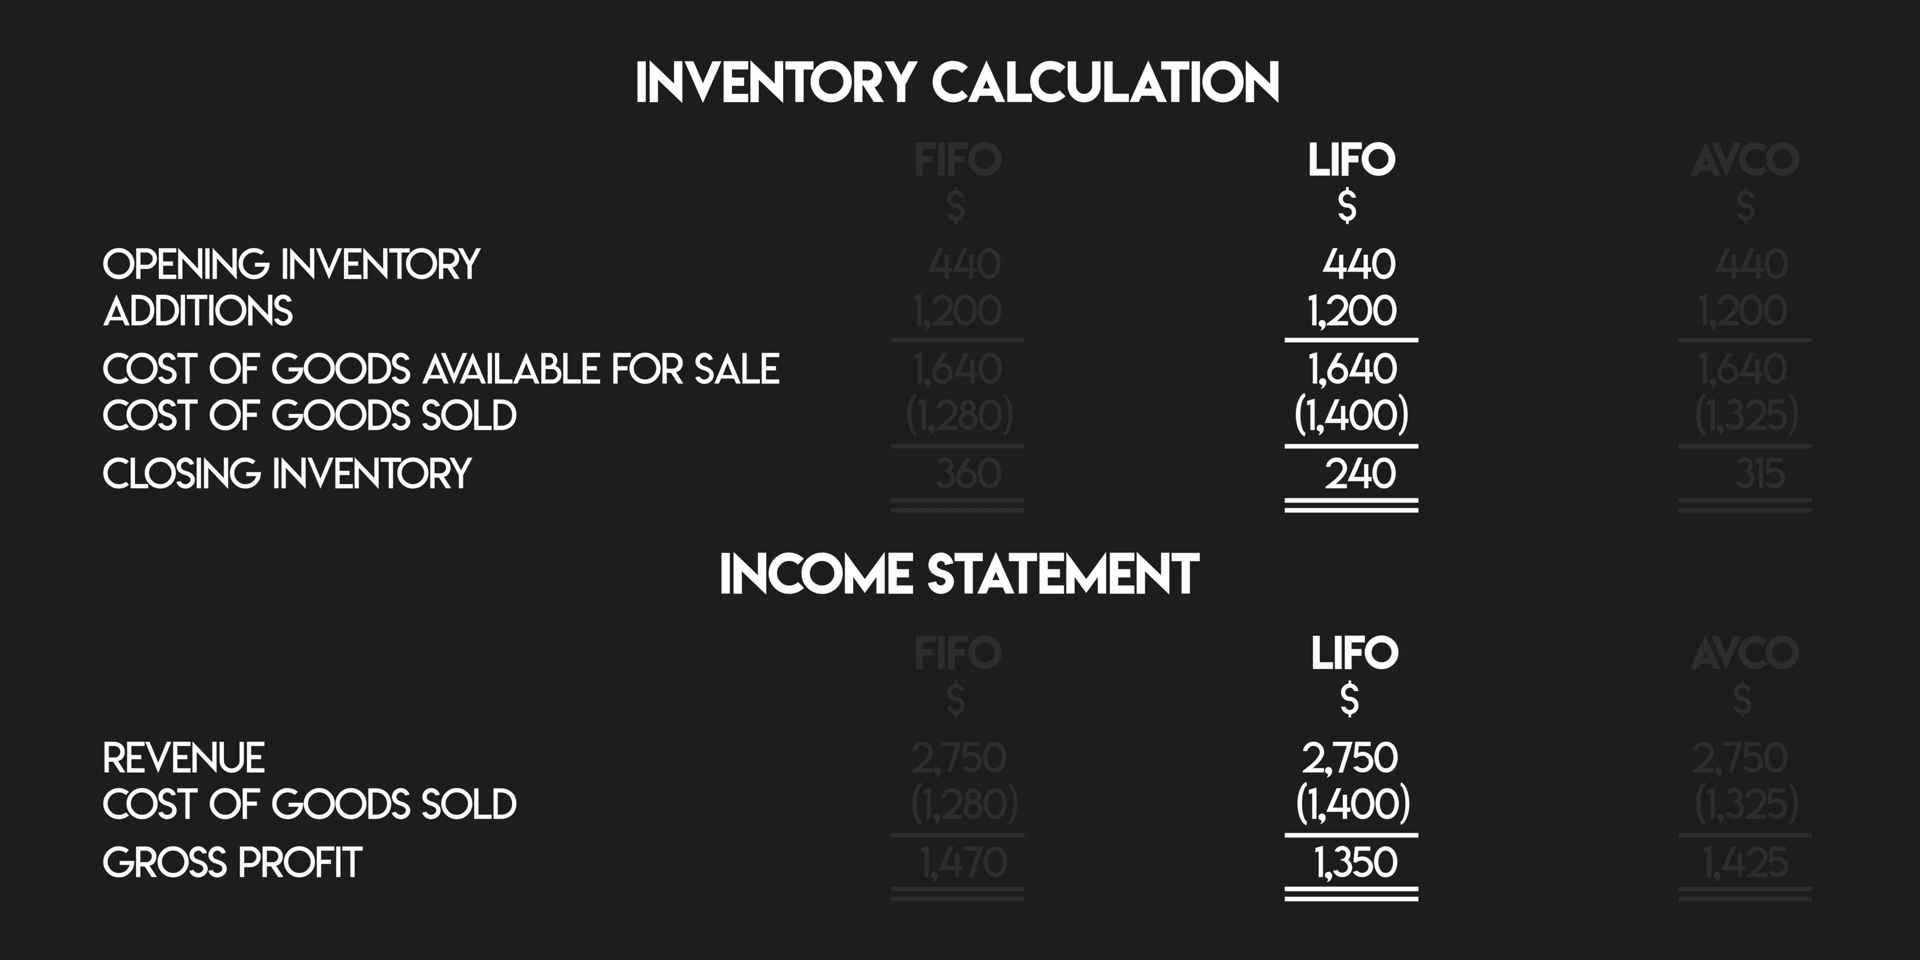 INVENTORY CALCULATION
FIFO LIFO AVCO
$ $ $
OPENING INVENTORY 440 440 440
ADDITIONS 1,200 1,200 1,200
COST OF GOODS AVAILABLE FOR SALE 1,640 1,640 1,640
COST OF GOODS SOLD (1,280) (1,400) (1,325)
CLOSING INVENTORY 360 240 315
INCOME STATEMENT
FIFO LIFO AVCO
$ $ $
REVENUE 2,750 2,750 2,750
COST OF GOODS SOLD (1,280) (1,400) (1,325)
GROSS PROFIT 1,470 1,350 1,425